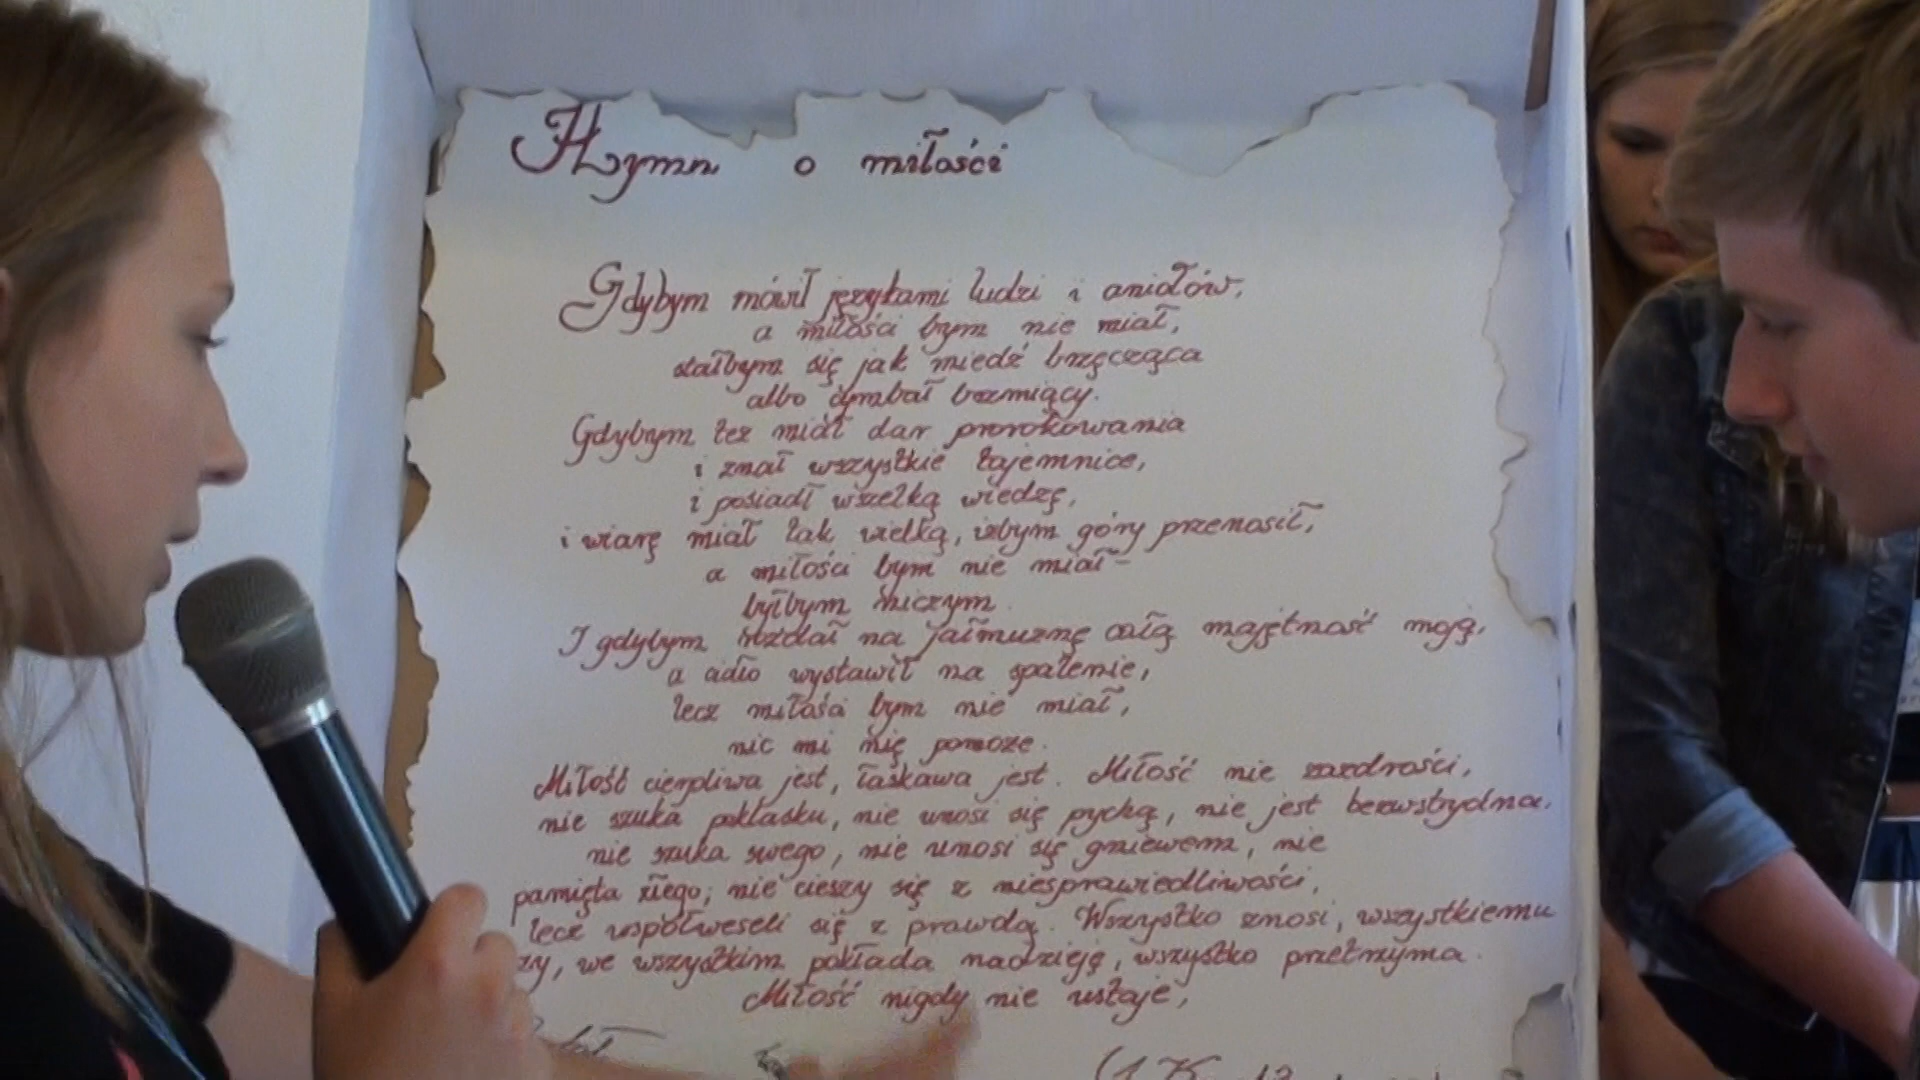 Hymn o miłości
Gdybym mówił językami ludzi i aniołów,
a miłości bym nie miał,
stałbym się jak miedź brzęcząca
albo cymbał brzmiący.
Gdybym też miał dar prorokowania
i znał wszystkie tajemnice,
i posiadł wszelką wiedzę,
i wiarę miał tak wielką, iżbym góry przenosił,
a miłości bym nie miał -
byłbym niczym.
I gdybym rozdał na jałmużnę całą majętność moją,
a ciało wystawił na spalenie,
lecz miłości bym nie miał,
nic mi nie pomoże.
Miłość cierpliwa jest, łaskawa jest. Miłość nie zazdrości,
nie szuka poklasku, nie unosi się pychą, nie jest bezwstydna,
nie szuka swego, nie unosi się gniewem, nie
pamięta złego; nie cieszy się z niesprawiedliwości,
lecz współweseli się z prawdą. Wszystko znosi, wszystkiemu
zy, we wszystkim pokłada nadzieję, wszystko przetrzyma.
Miłość nigdy nie ustaje,
(1 K